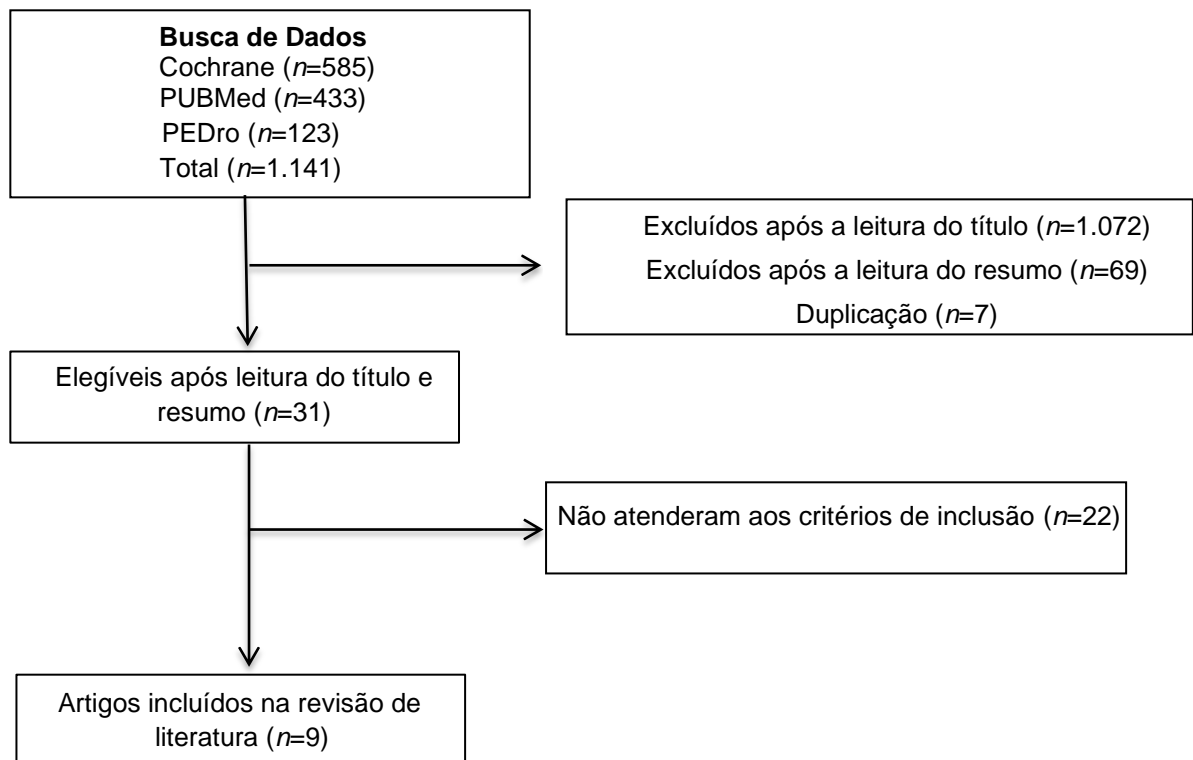 Busca de Dados
Cochrane (n=585)
PUBMed (n=433)
PEDro (n=123)
Total (n=1.141)
Excluídos após a leitura do título (n=1.072)
Excluídos após a leitura do resumo (n=69)
Duplicação (n=7)
Elegíveis após leitura do título e
resumo (n=31)
Não atenderam aos critérios de inclusão (n=22)
Artigos incluídos na revisão de
literatura (n=9)